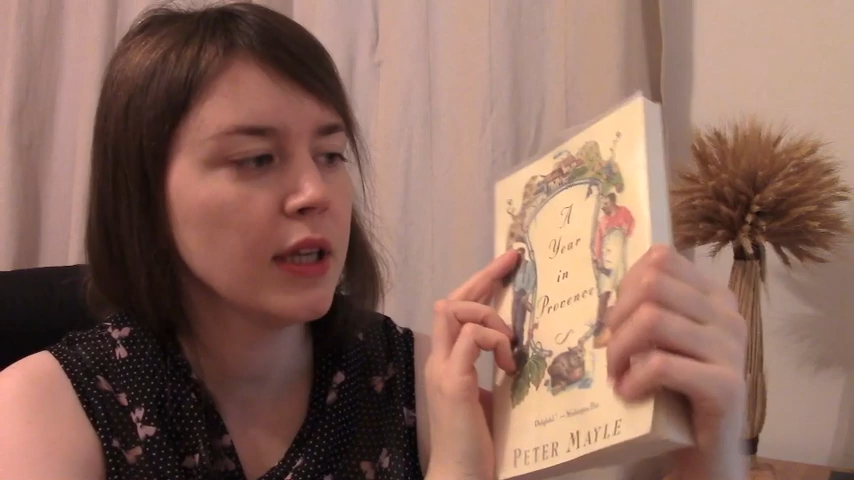 A
Year
in
Provence
"Delightful." —Washington Post
PETER MAYLE